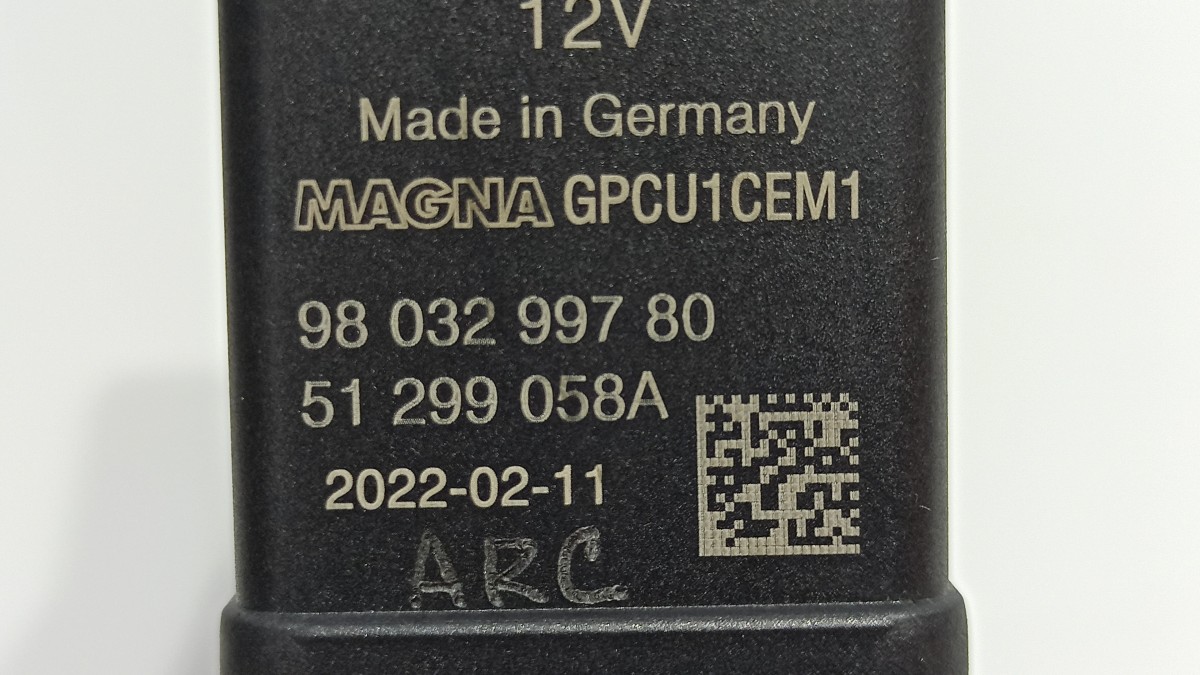 12V
Made in Germany
MAGNA GPCU1CEM1
98 032 997 80
51 299 058A
2022-02-11
ARC